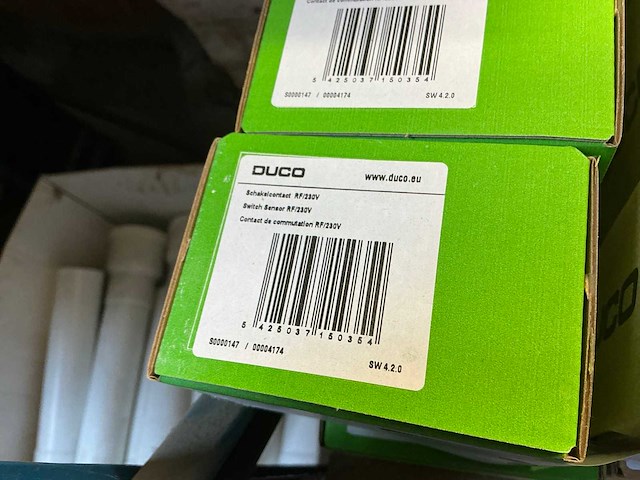 Contact de commutation RF/230V
5 425037 150354
S0000147 / 00004174
SW 4.2.0
DUCO
www.duco.eu
Schakelcontact RF/230V
Switch Sensor RF/230V
Contact de commutation RF/230V
5 425037 150354
S0000147 / 00004174
SW 4.2.0
CO